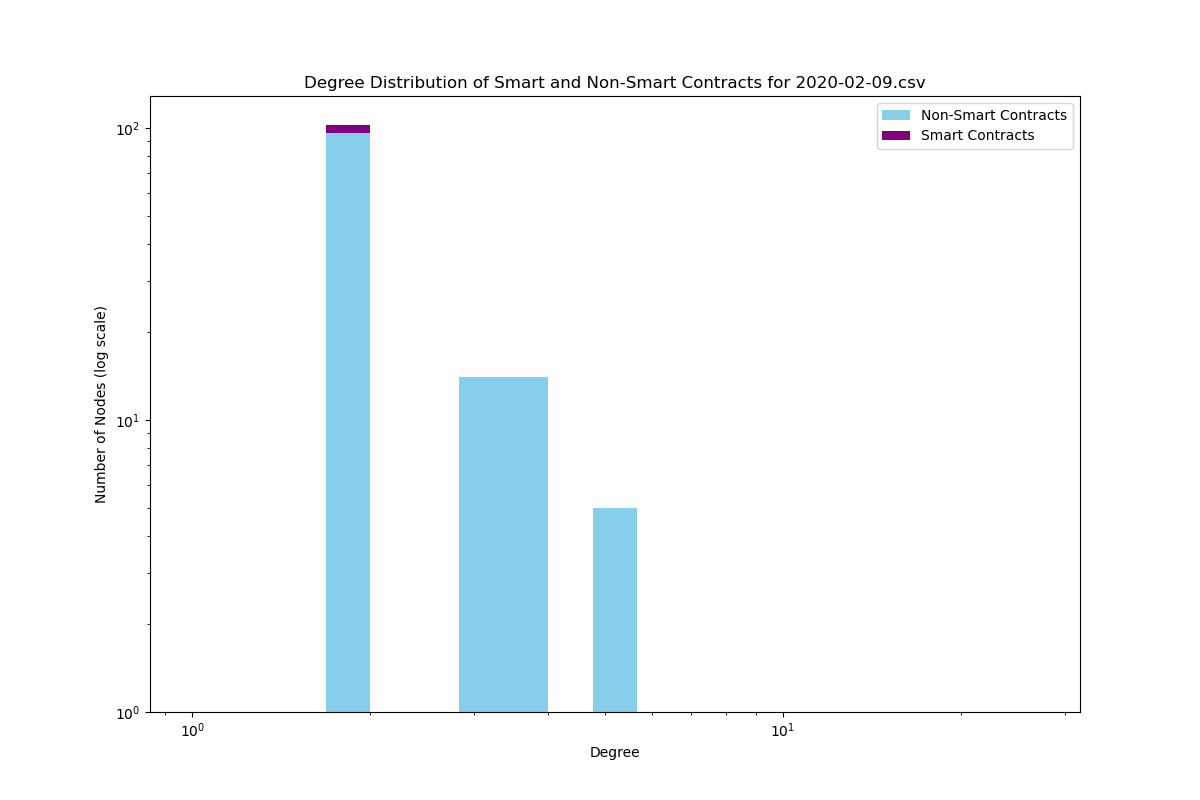 Degree Distribution of Smart and Non-Smart Contracts for 2020-02-09.csv
Non-Smart Contracts
Smart Contracts
Number of Nodes (log scale)
10²
10¹
10⁰
10⁰ 10¹
Degree